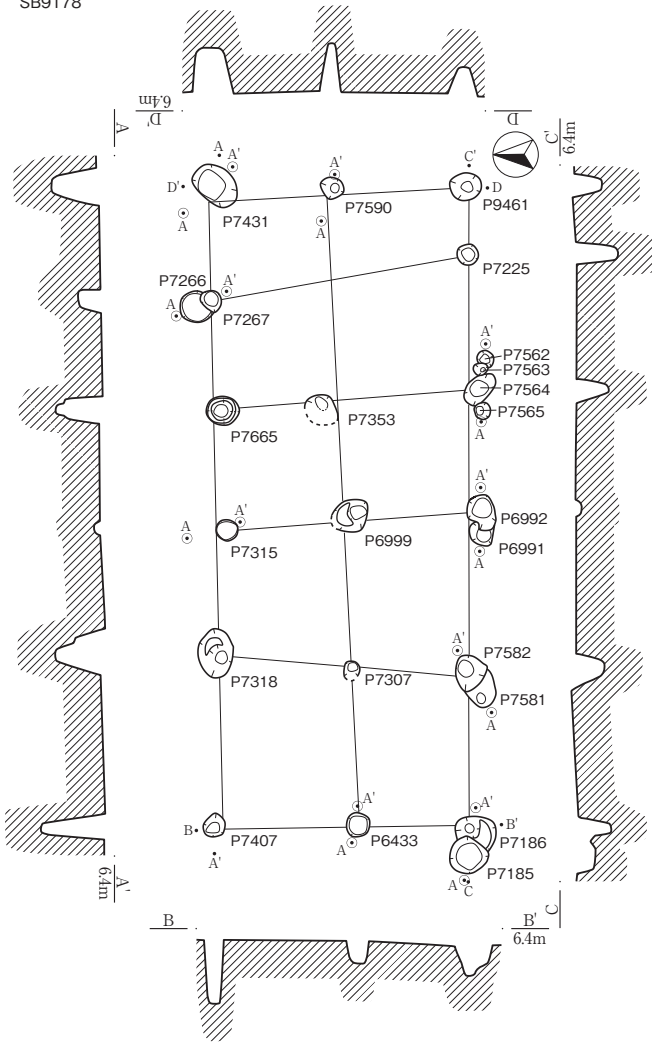 SB9178
6.4m
D'
D
A
C'
6.4m
A
A'
D'
A
P7431
A'
P7590
A
C'
D
P9461
P7225
P7266
A'
A
P7267
A'
P7562
P7563
P7564
P7565
A
P7665
P7353
A
A'
P7315
P6999
A'
P6992
P6991
A
P7318
P7307
A'
P7582
P7581
A
B
P7407
A'
A'
P6433
A
A'
B'
P7186
P7185
A
C
6.4m
A'
C
B
B'
6.4m